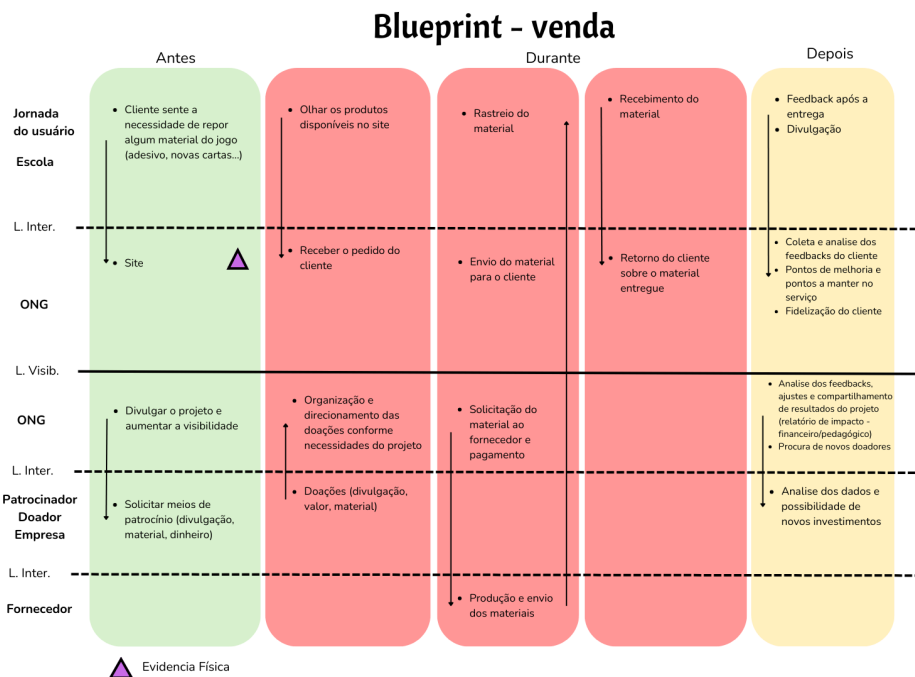 Blueprint - venda
Antes
Durante
Depois
Jornada
do usuário
Escola
Cliente sente a
necessidade de repor
algum material do jogo
(adesivo, novas cartas...)
Olhar os produtos
disponíveis no site
Rastreio do
material
Recebimento do
material
Feedback após a
entrega
Divulgação
L. Inter.
ONG
Site
Receber o pedido do
cliente
Envio do material
para o cliente
Retorno do cliente
sobre o material
entregue
Coleta e analise dos
feedbacks do cliente
Pontos de melhoria e
pontos a manter no
serviço
Fidelização do cliente
L. Visib.
ONG
Divulgar o projeto e
aumentar a visibilidade
Organização e
direcionamento das
doações conforme
necessidades do projeto
Solicitação do
material ao
fornecedor e
pagamento
Analise dos feedbacks,
ajustes e compartilhamento
de resultados do projeto
(relatório de impacto -
financeiro/pedagógico)
Procura de novos doadores
L. Inter.
Patrocinador
Doador
Empresa
Solicitar meios de
patrocínio (divulgação,
material, dinheiro)
Doações (divulgação,
valor, material)
Analise dos dados e
possibilidade de
novos investimentos
L. Inter.
Fornecedor
Produção e envio
dos materiais
Evidencia Física